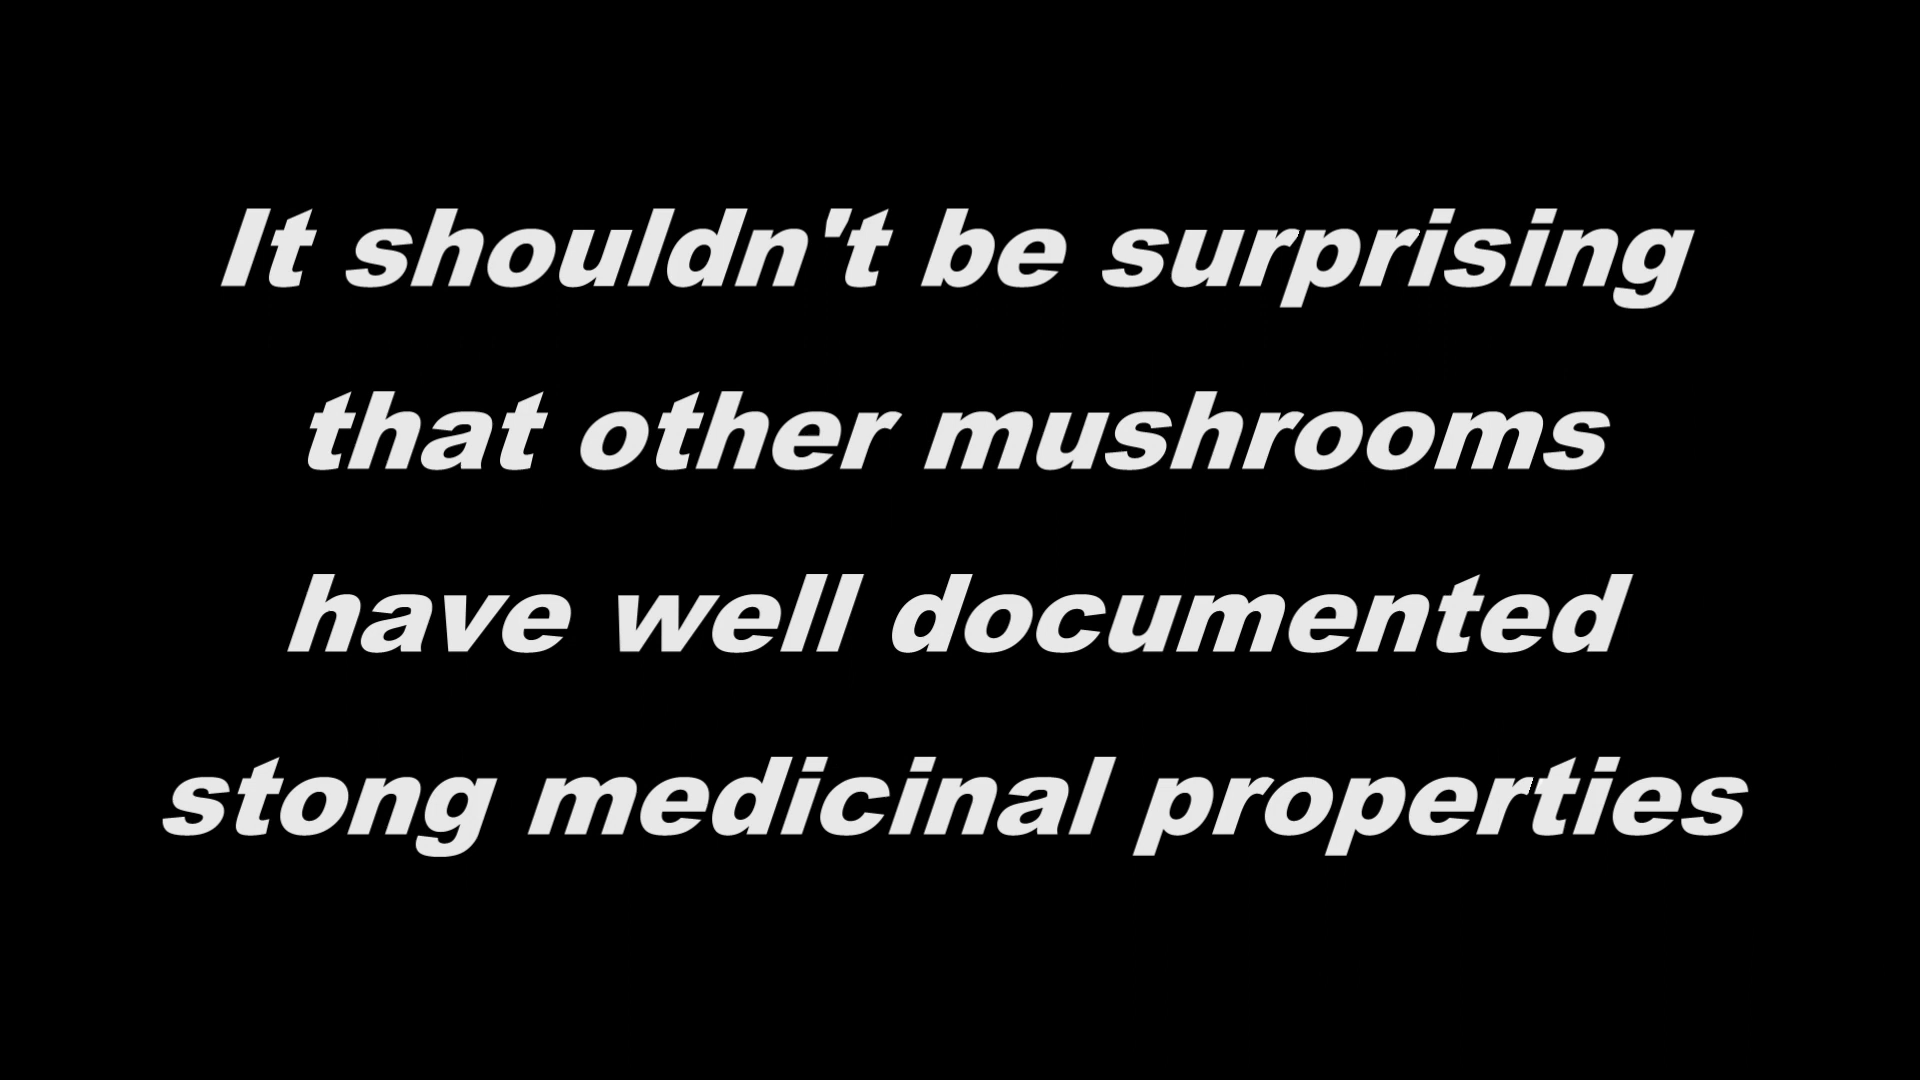 It shouldn't be surprising
that other mushrooms
have well documented
stong medicinal properties